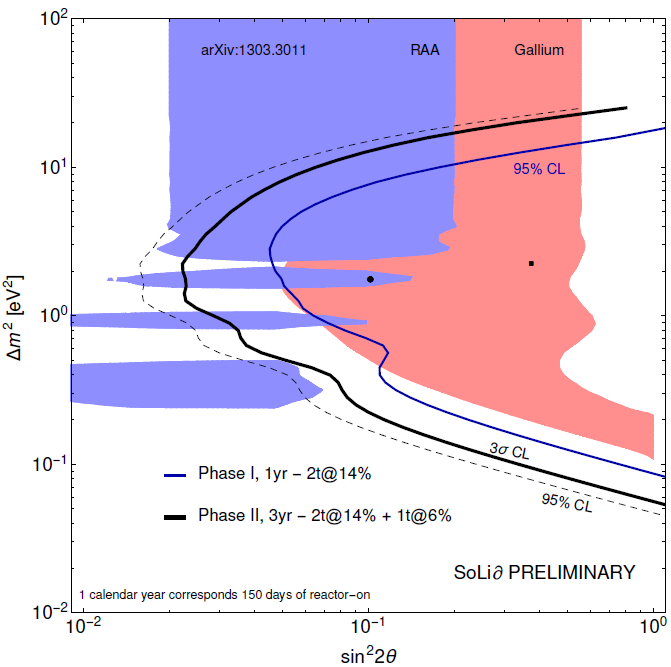 arXiv:1303.3011 RAA Gallium
10²
10¹
95% CL
10⁰
Δm² [eV²]
3σ CL
10⁻¹
Phase I, 1yr − 2t@14%
95% CL
Phase II, 3yr − 2t@14% + 1t@6%
SoLi∂ PRELIMINARY
1 calendar year corresponds 150 days of reactor−on
10⁻²
10⁻² 10⁻¹ 10⁰
sin²2θ